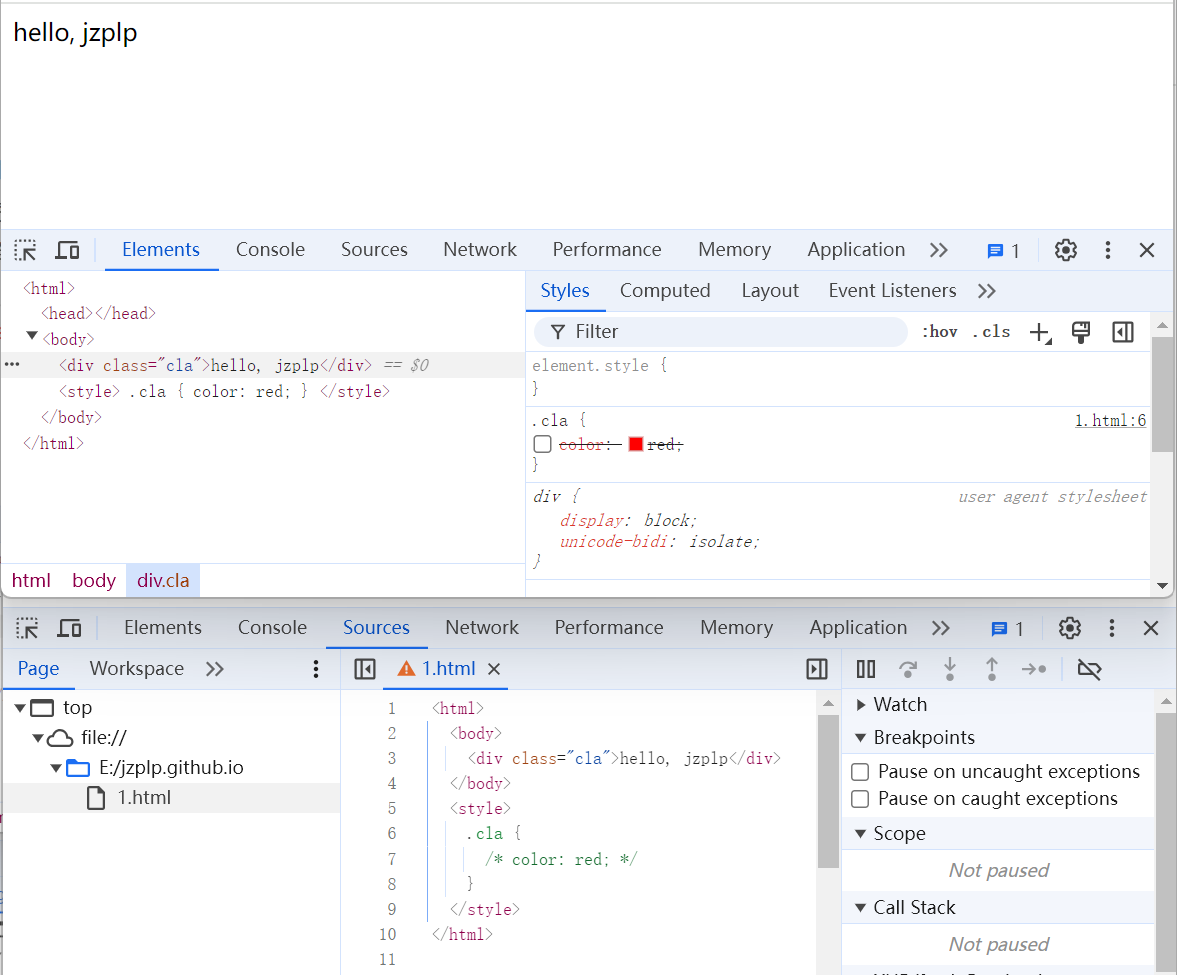 hello, jzplp
Elements Console Sources Network Performance Memory Application 1
<html>
<head></head>
<body>
<div class="cla">hello, jzplp</div> == $0
<style> .cla { color: red; } </style>
</body>
</html>
html body div.cla
Styles Computed Layout Event Listeners
Filter :hov .cls
element.style {
}
.cla { 1.html:6
color: red;
}
div { user agent stylesheet
display: block;
unicode-bidi: isolate;
}
Elements Console Sources Network Performance Memory Application 1
Page Workspace
top
file://
E:/jzplp.github.io
1.html
1.html
1 <html>
2 <body>
3 <div class="cla">hello, jzplp</div>
4 </body>
5 <style>
6 .cla {
7 /* color: red; */
8 }
9 </style>
10 </html>
11
Watch
Breakpoints
Pause on uncaught exceptions
Pause on caught exceptions
Scope
Not paused
Call Stack
Not paused